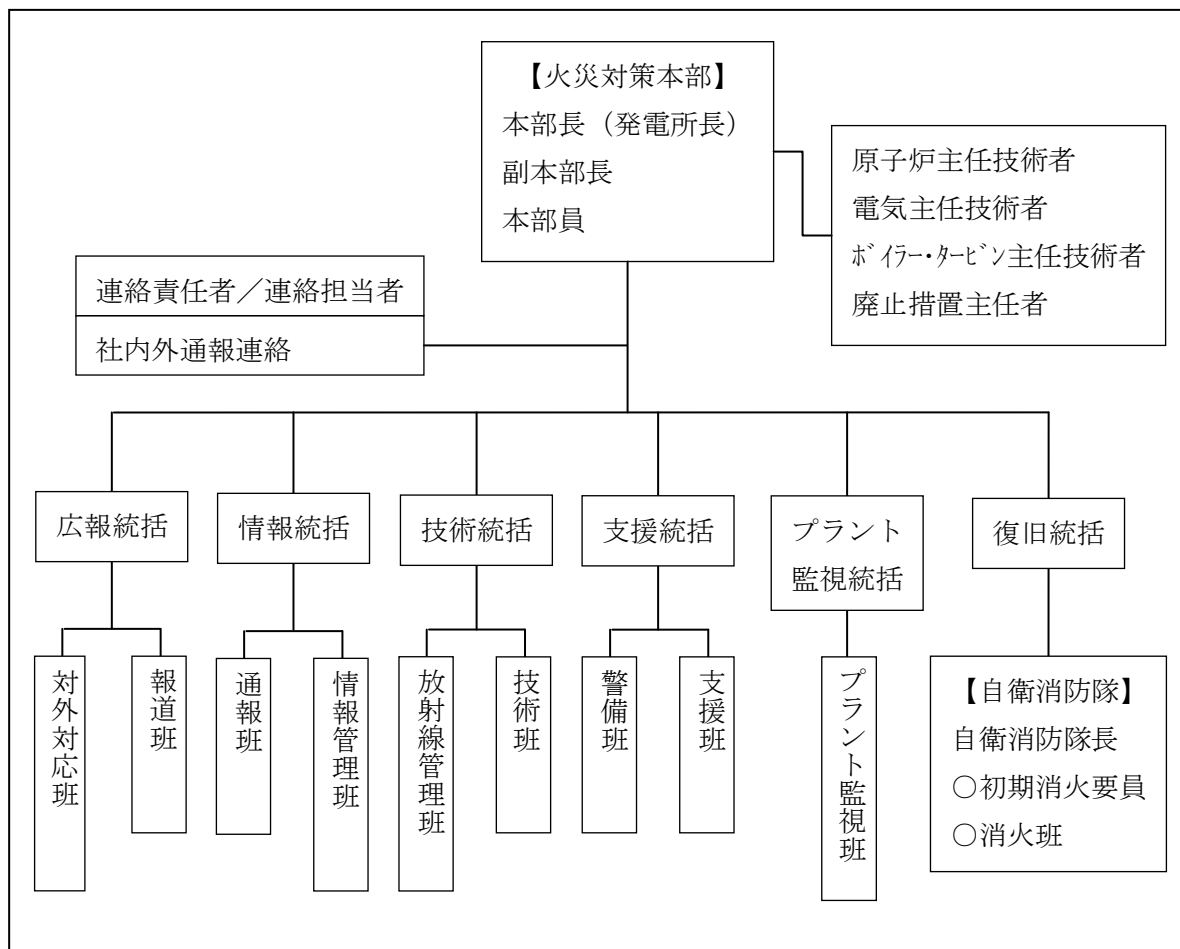 【火災対策本部】
本部長（発電所長）
副本部長
本部員
原子炉主任技術者
電気主任技術者
ﾎﾞｲﾗｰ・ﾀｰﾋﾞﾝ主任技術者
廃止措置主任者
連絡責任者／連絡担当者
社内外通報連絡
広報統括
情報統括
技術統括
支援統括
プラント
監視統括
復旧統括
対外対応班
報道班
通報班
情報管理班
放射線管理班
技術班
警備班
支援班
プラント監視班
【自衛消防隊】
自衛消防隊長
○初期消火要員
○消火班